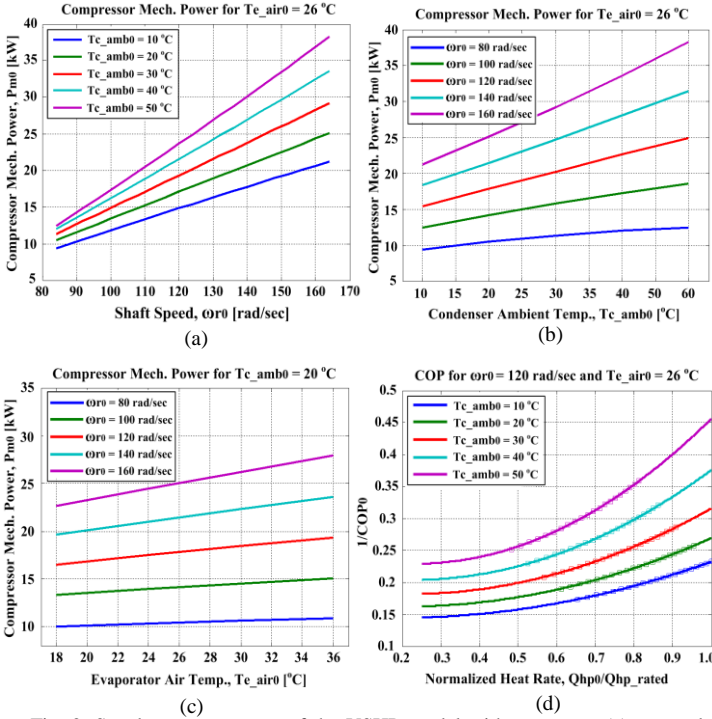 Compressor Mech. Power for Te_air0 = 26 °C
Compressor Mech. Power, Pm0 [kW]
40
35
30
25
20
15
10
5
Tc_amb0 = 10 °C
Tc_amb0 = 20 °C
Tc_amb0 = 30 °C
Tc_amb0 = 40 °C
Tc_amb0 = 50 °C
80 90 100 110 120 130 140 150 160 170
Shaft Speed, ωr0 [rad/sec]
(a)
Compressor Mech. Power for Te_air0 = 26 °C
Compressor Mech. Power, Pm0 [kW]
40
35
30
25
20
15
10
5
ωr0 = 80 rad/sec
ωr0 = 100 rad/sec
ωr0 = 120 rad/sec
ωr0 = 140 rad/sec
ωr0 = 160 rad/sec
10 15 20 25 30 35 40 50 60
Condenser Ambient Temp., Tc_amb0 [°C]
(b)
Compressor Mech. Power for Tc_amb0 = 20 °C
Compressor Mech. Power, Pm0 [kW]
35
30
25
20
15
10
ωr0 = 80 rad/sec
ωr0 = 100 rad/sec
ωr0 = 120 rad/sec
ωr0 = 140 rad/sec
ωr0 = 160 rad/sec
18 20 22 24 26 28 30 32 34 36
Evaporator Air Temp., Te_air0 [°C]
(c)
COP for ωr0 = 120 rad/sec and Te_air0 = 26 °C
1/COP0
0.5
0.45
0.4
0.35
0.3
0.25
0.2
0.15
0.1
Tc_amb0 = 10 °C
Tc_amb0 = 20 °C
Tc_amb0 = 30 °C
Tc_amb0 = 40 °C
Tc_amb0 = 50 °C
0.2 0.3 0.4 0.5 0.6 0.7 0.8 0.9 1.0
Normalized Heat Rate, Qhp0/Qhp_rated
(d)